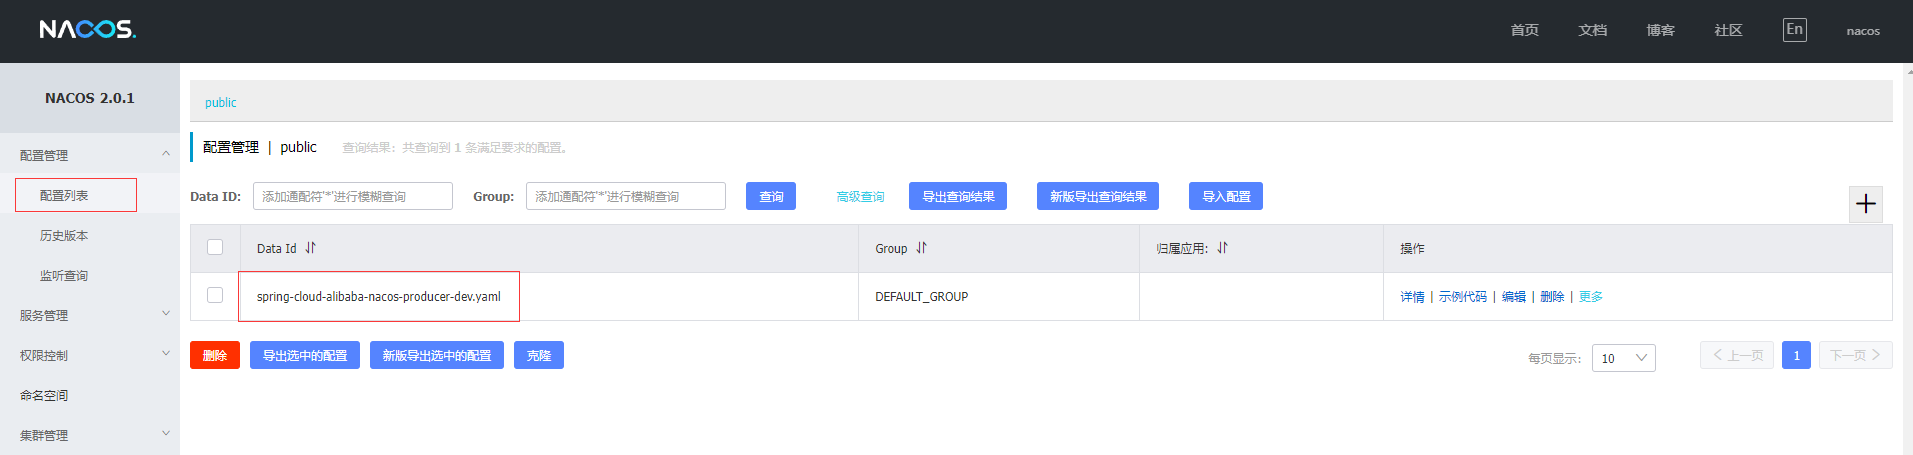 NACOS.
首页 文档 博客 社区 En nacos
NACOS 2.0.1
配置管理
配置列表
历史版本
监听查询
服务管理
权限控制
命名空间
集群管理
public
配置管理 | public 查询结果：共查询到 1 条满足要求的配置。
Data ID: 添加通配符'*'进行模糊查询 Group: 添加通配符'*'进行模糊查询 查询 高级查询 导出查询结果 新版导出查询结果 导入配置
Data Id Group 归属应用: 操作
spring-cloud-alibaba-nacos-producer-dev.yaml DEFAULT_GROUP 详情 | 示例代码 | 编辑 | 删除 | 更多
删除 导出选中的配置 新版导出选中的配置 克隆 每页显示: 10 上一页 1 下一页